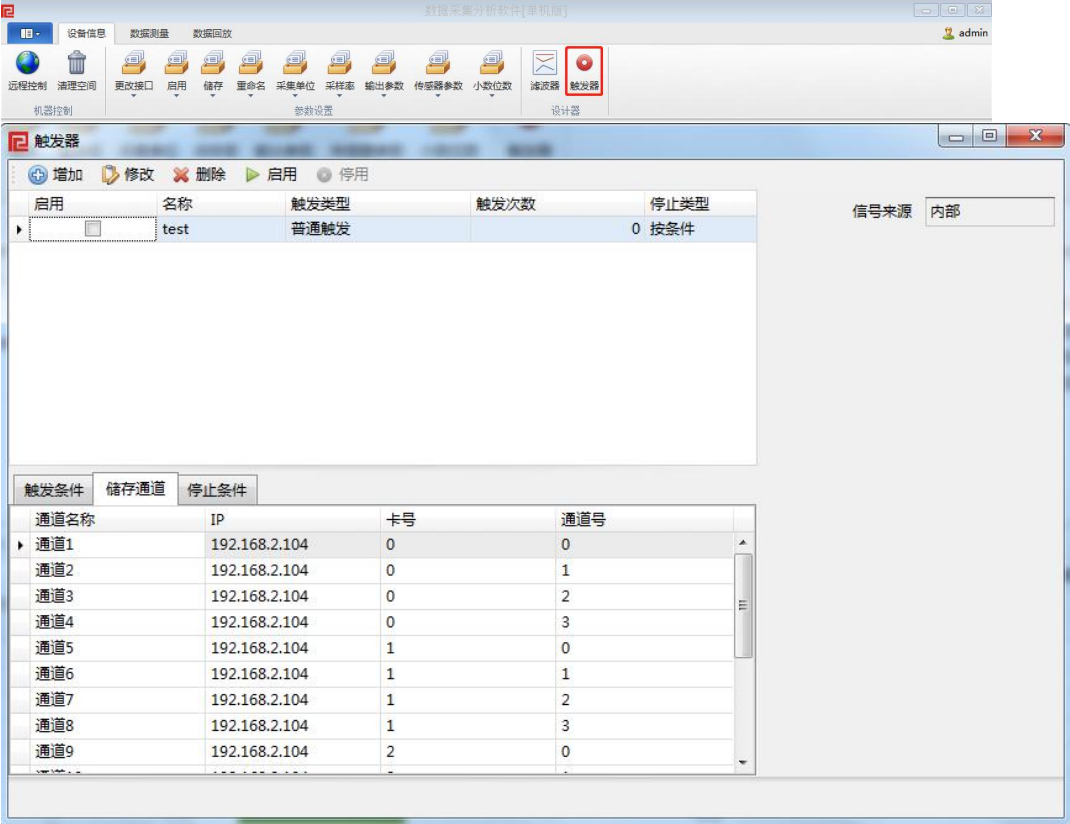 数据采集分析软件[单机版]
设备信息 数据测量 数据回放 admin
远程控制 清理空间 更改接口 启用 储存 重命名 采集单位 采样率 输出参数 传感器参数 小数位数 滤波器 触发器
机器控制 参数设置 设计器
触发器
增加 修改 删除 启用 停用
启用 名称 触发类型 触发次数 停止类型
信号来源 内部
test 普通触发 0 按条件
触发条件 储存通道 停止条件
通道名称 IP 卡号 通道号
通道1 192.168.2.104 0 0
通道2 192.168.2.104 0 1
通道3 192.168.2.104 0 2
通道4 192.168.2.104 0 3
通道5 192.168.2.104 1 0
通道6 192.168.2.104 1 1
通道7 192.168.2.104 1 2
通道8 192.168.2.104 1 3
通道9 192.168.2.104 2 0